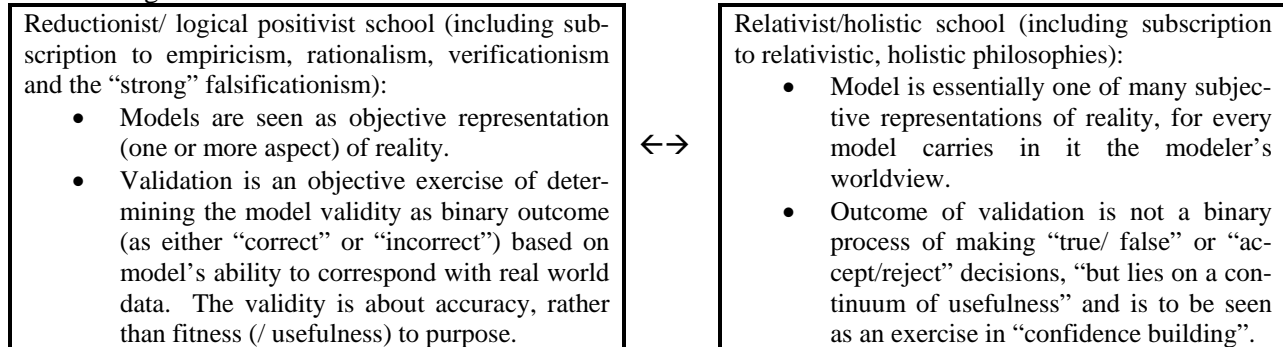 Reductionist/ logical positivist school (including sub-
scription to empiricism, rationalism, verificationism
and the “strong” falsificationism):
• Models are seen as objective representation
(one or more aspect) of reality.
• Validation is an objective exercise of deter-
mining the model validity as binary outcome
(as either “correct” or “incorrect”) based on
model’s ability to correspond with real world
data. The validity is about accuracy, rather
than fitness (/ usefulness) to purpose.
←→
Relativist/holistic school (including subscription
to relativistic, holistic philosophies):
• Model is essentially one of many subjec-
tive representations of reality, for every
model carries in it the modeler’s
worldview.
• Outcome of validation is not a binary
process of making “true/ false” or “ac-
cept/reject” decisions, “but lies on a con-
tinuum of usefulness” and is to be seen
as an exercise in “confidence building”.